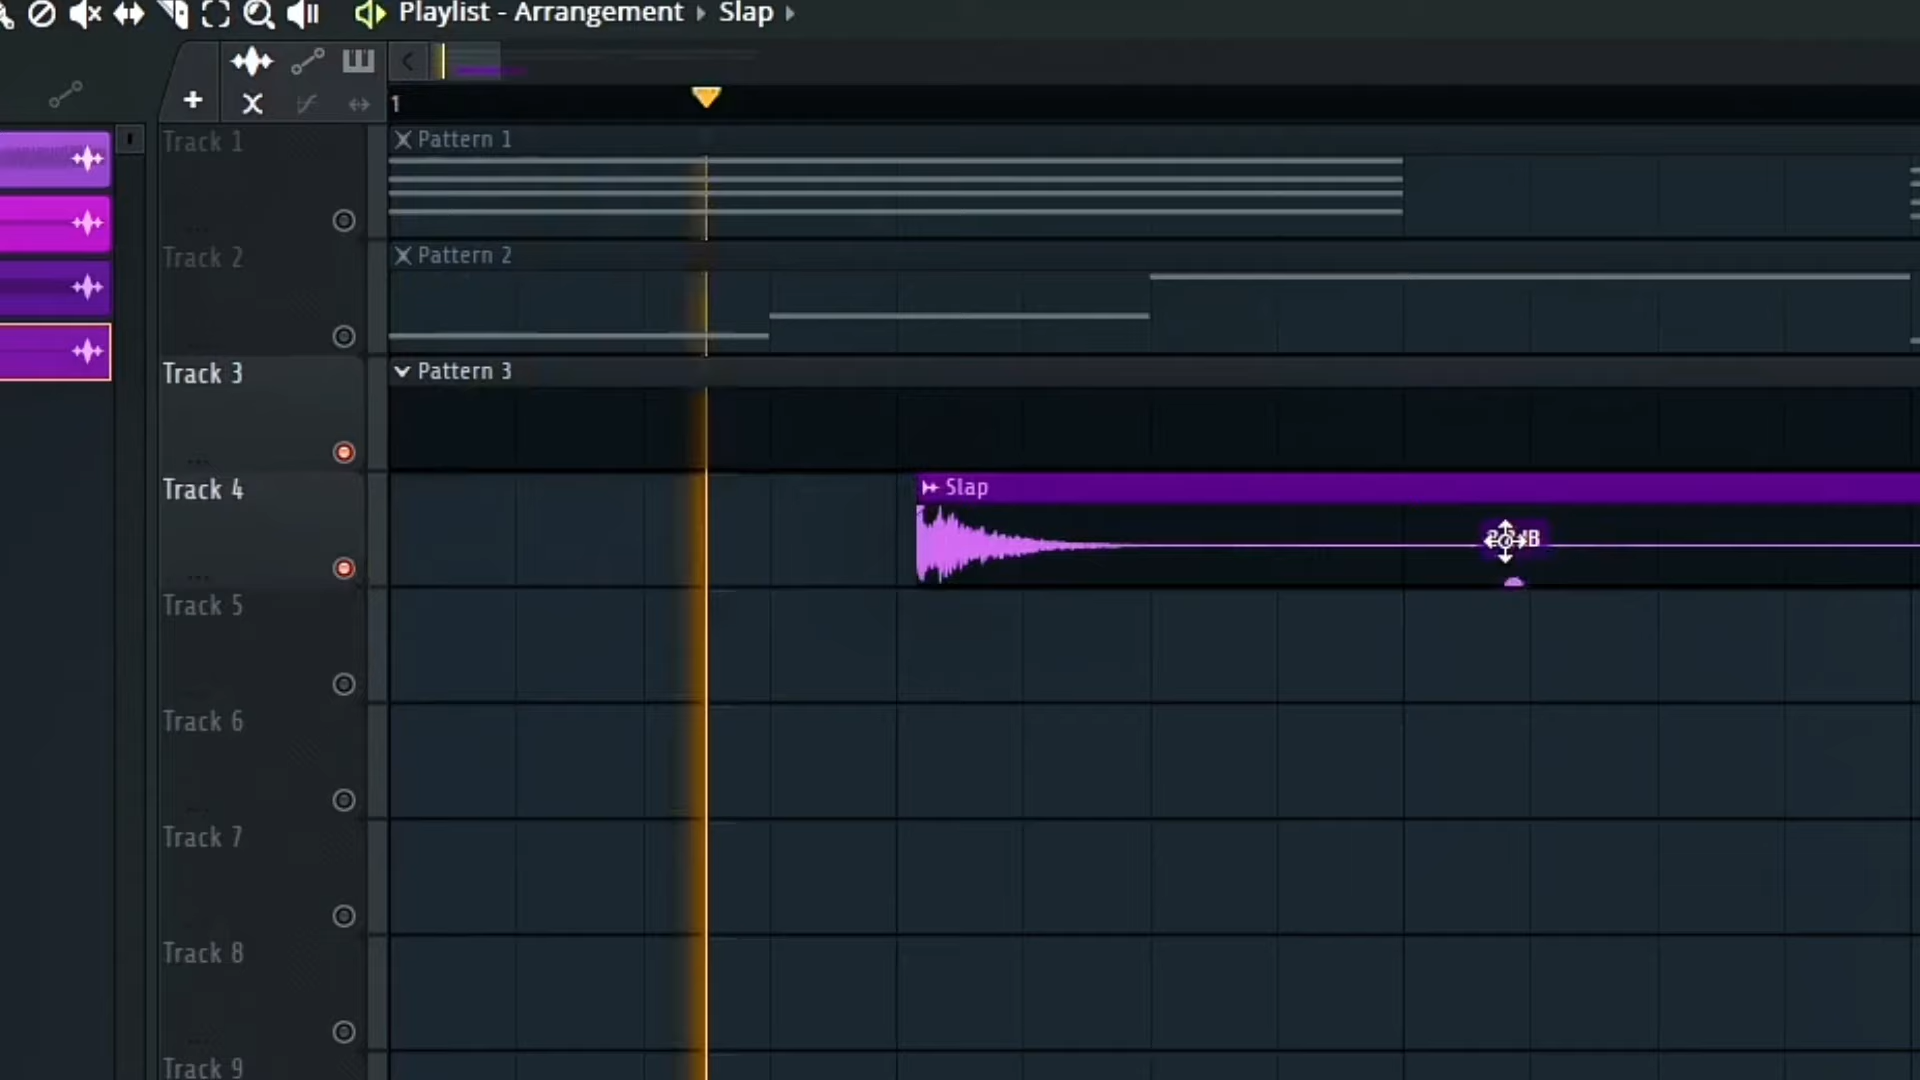 Playlist - Arrangement ▸ Slap ▸
1
Track 1
Pattern 1
Track 2
Pattern 2
Track 3
Pattern 3
Track 4
Slap
Track 5
Track 6
Track 7
Track 8
Track 9